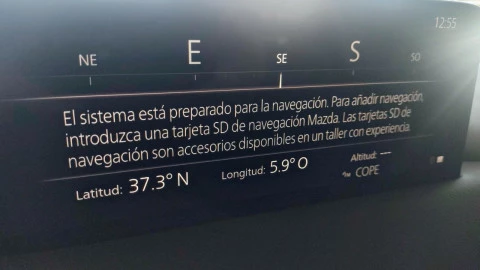 12:55
NE E SE S SO
El sistema está preparado para la navegación. Para añadir navegación,
introduzca una tarjeta SD de navegación Mazda. Las tarjetas SD de
navegación son accesorios disponibles en un taller con experiencia.
Latitud: 37.3° N Longitud: 5.9° O Altitud: ---
COPE